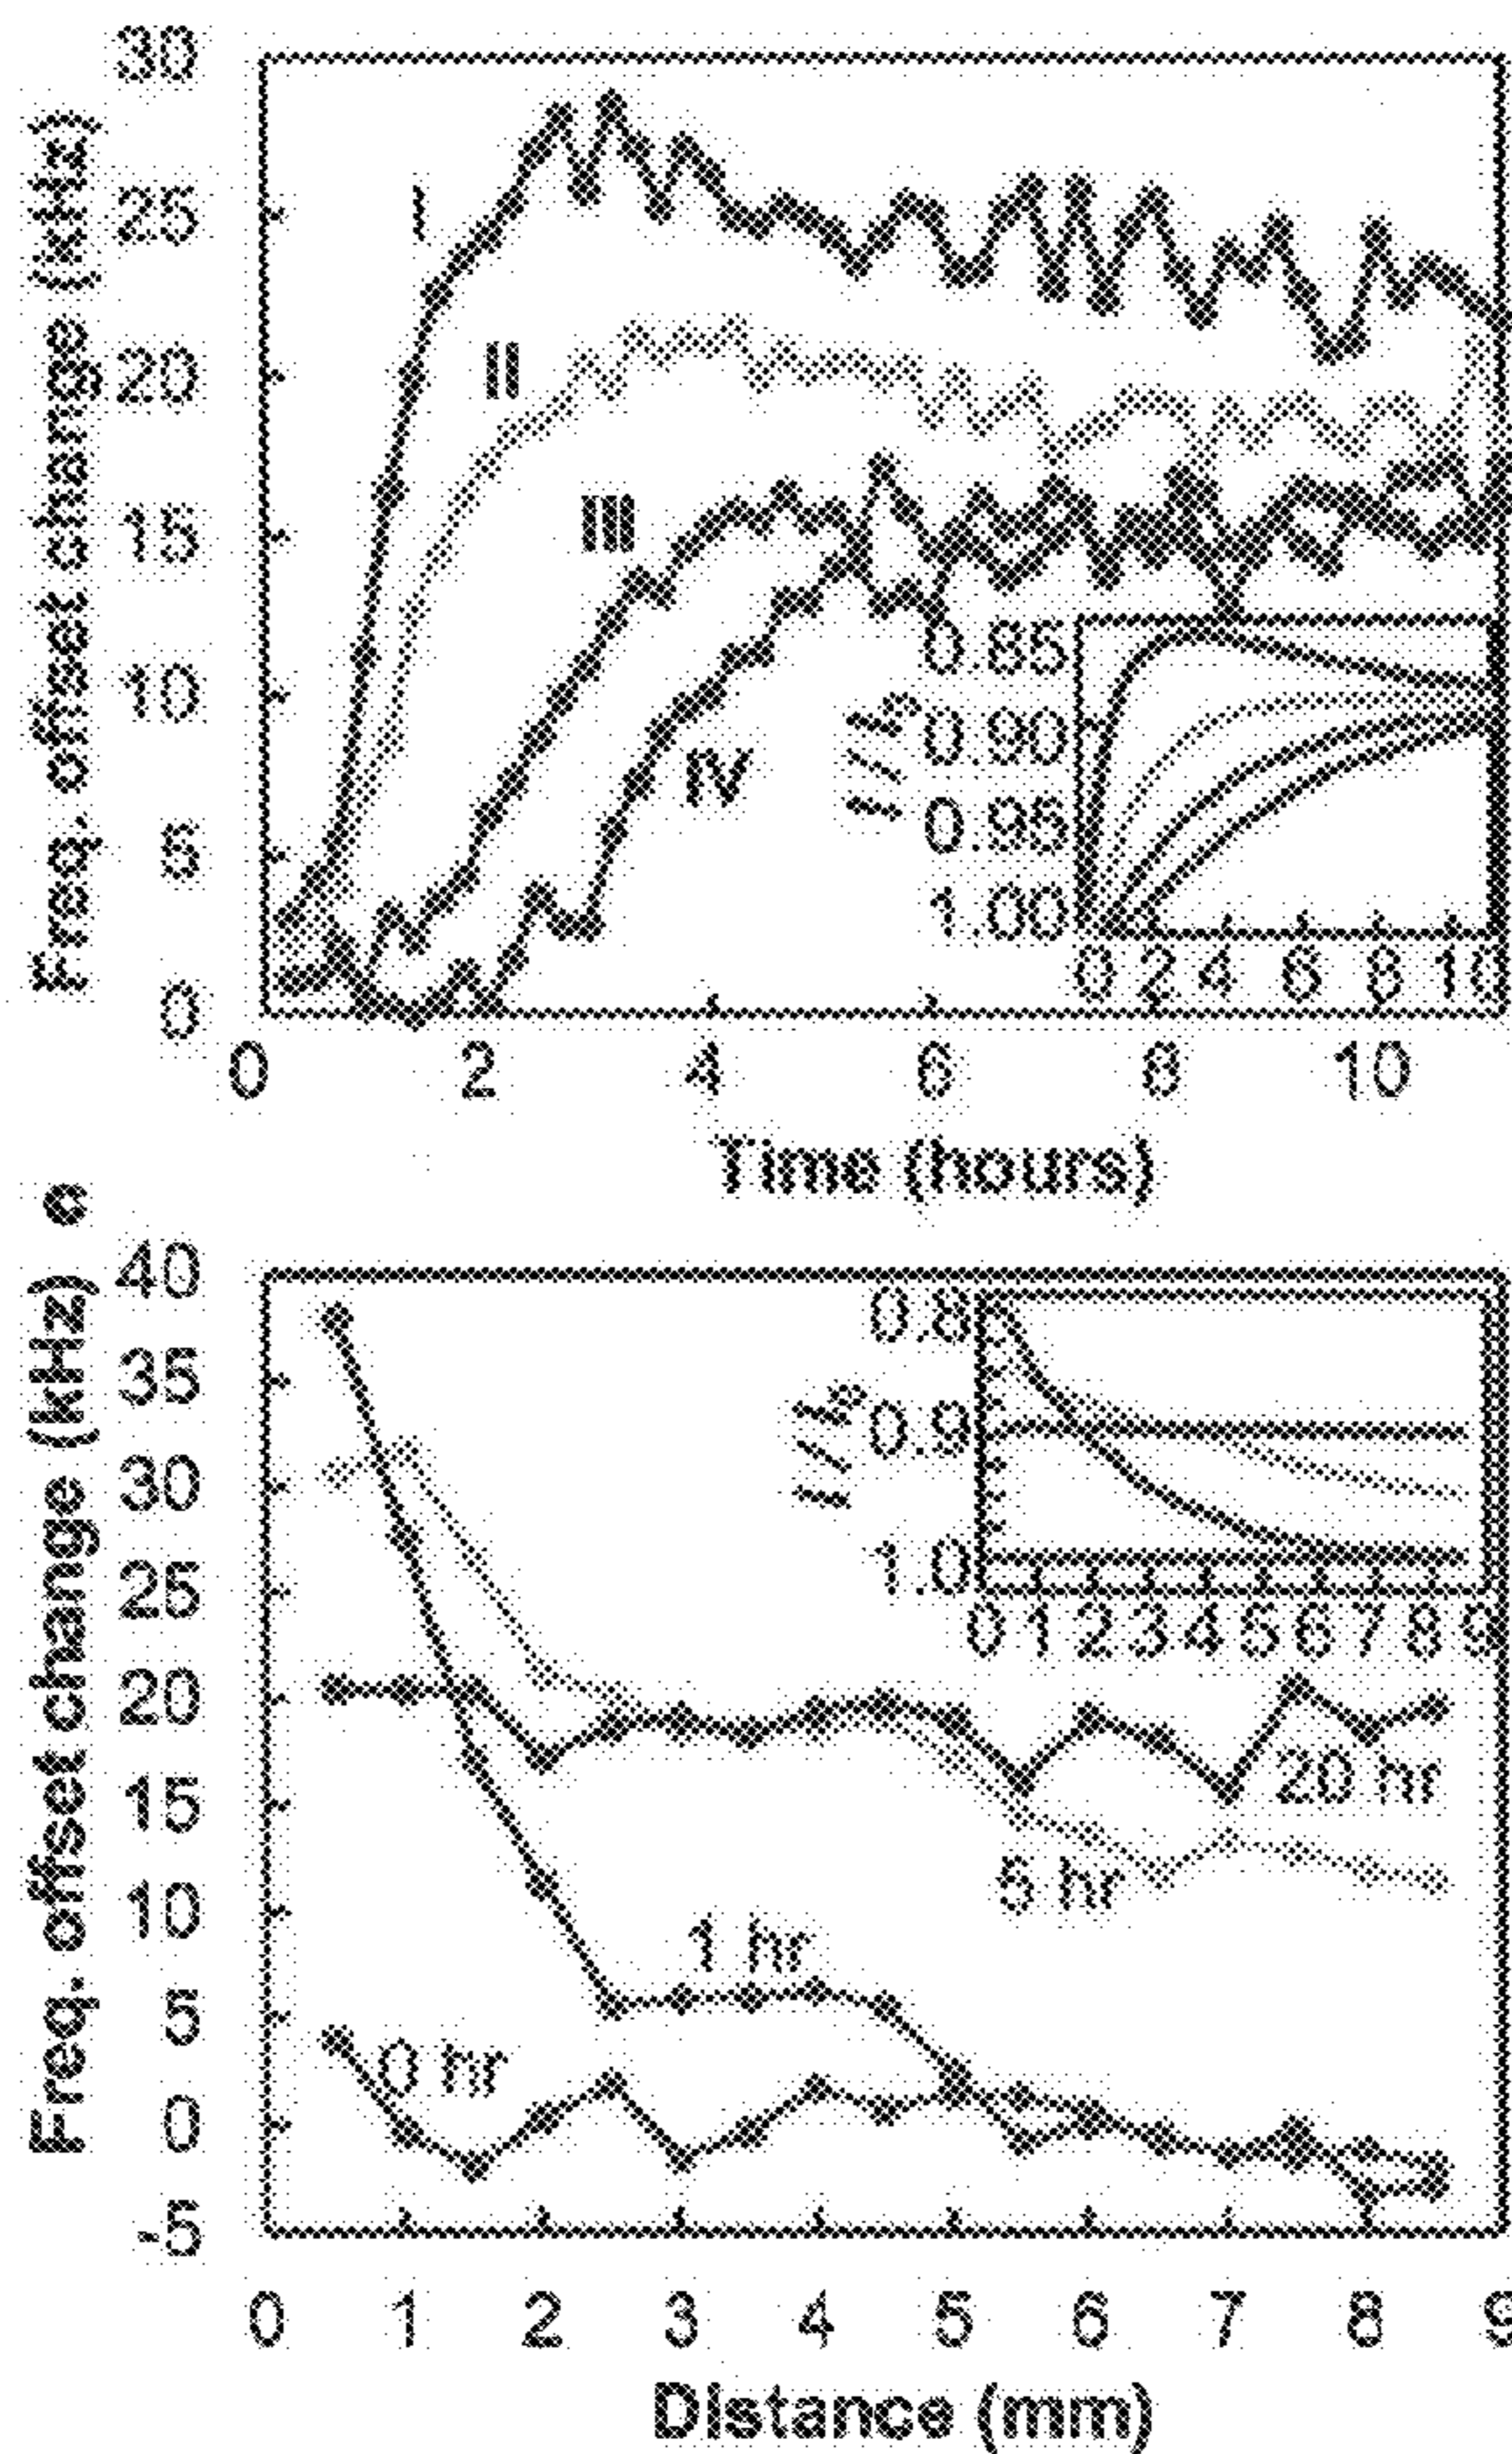 Freq. offset change (kHz)
30
25
20
15
10
5
0
I
II
III
IV
f / f₀
0.85
0.90
0.95
1.00
0 2 4 6 8 10
0 2 4 6 8 10
Time (hours)
c
Freq. offset change (kHz)
40
35
30
25
20
15
10
5
0
-5
f / f₀
0.8
0.9
1.0
0 1 2 3 4 5 6 7 8 9
20 hr
5 hr
1 hr
0 hr
0 1 2 3 4 5 6 7 8 9
Distance (mm)